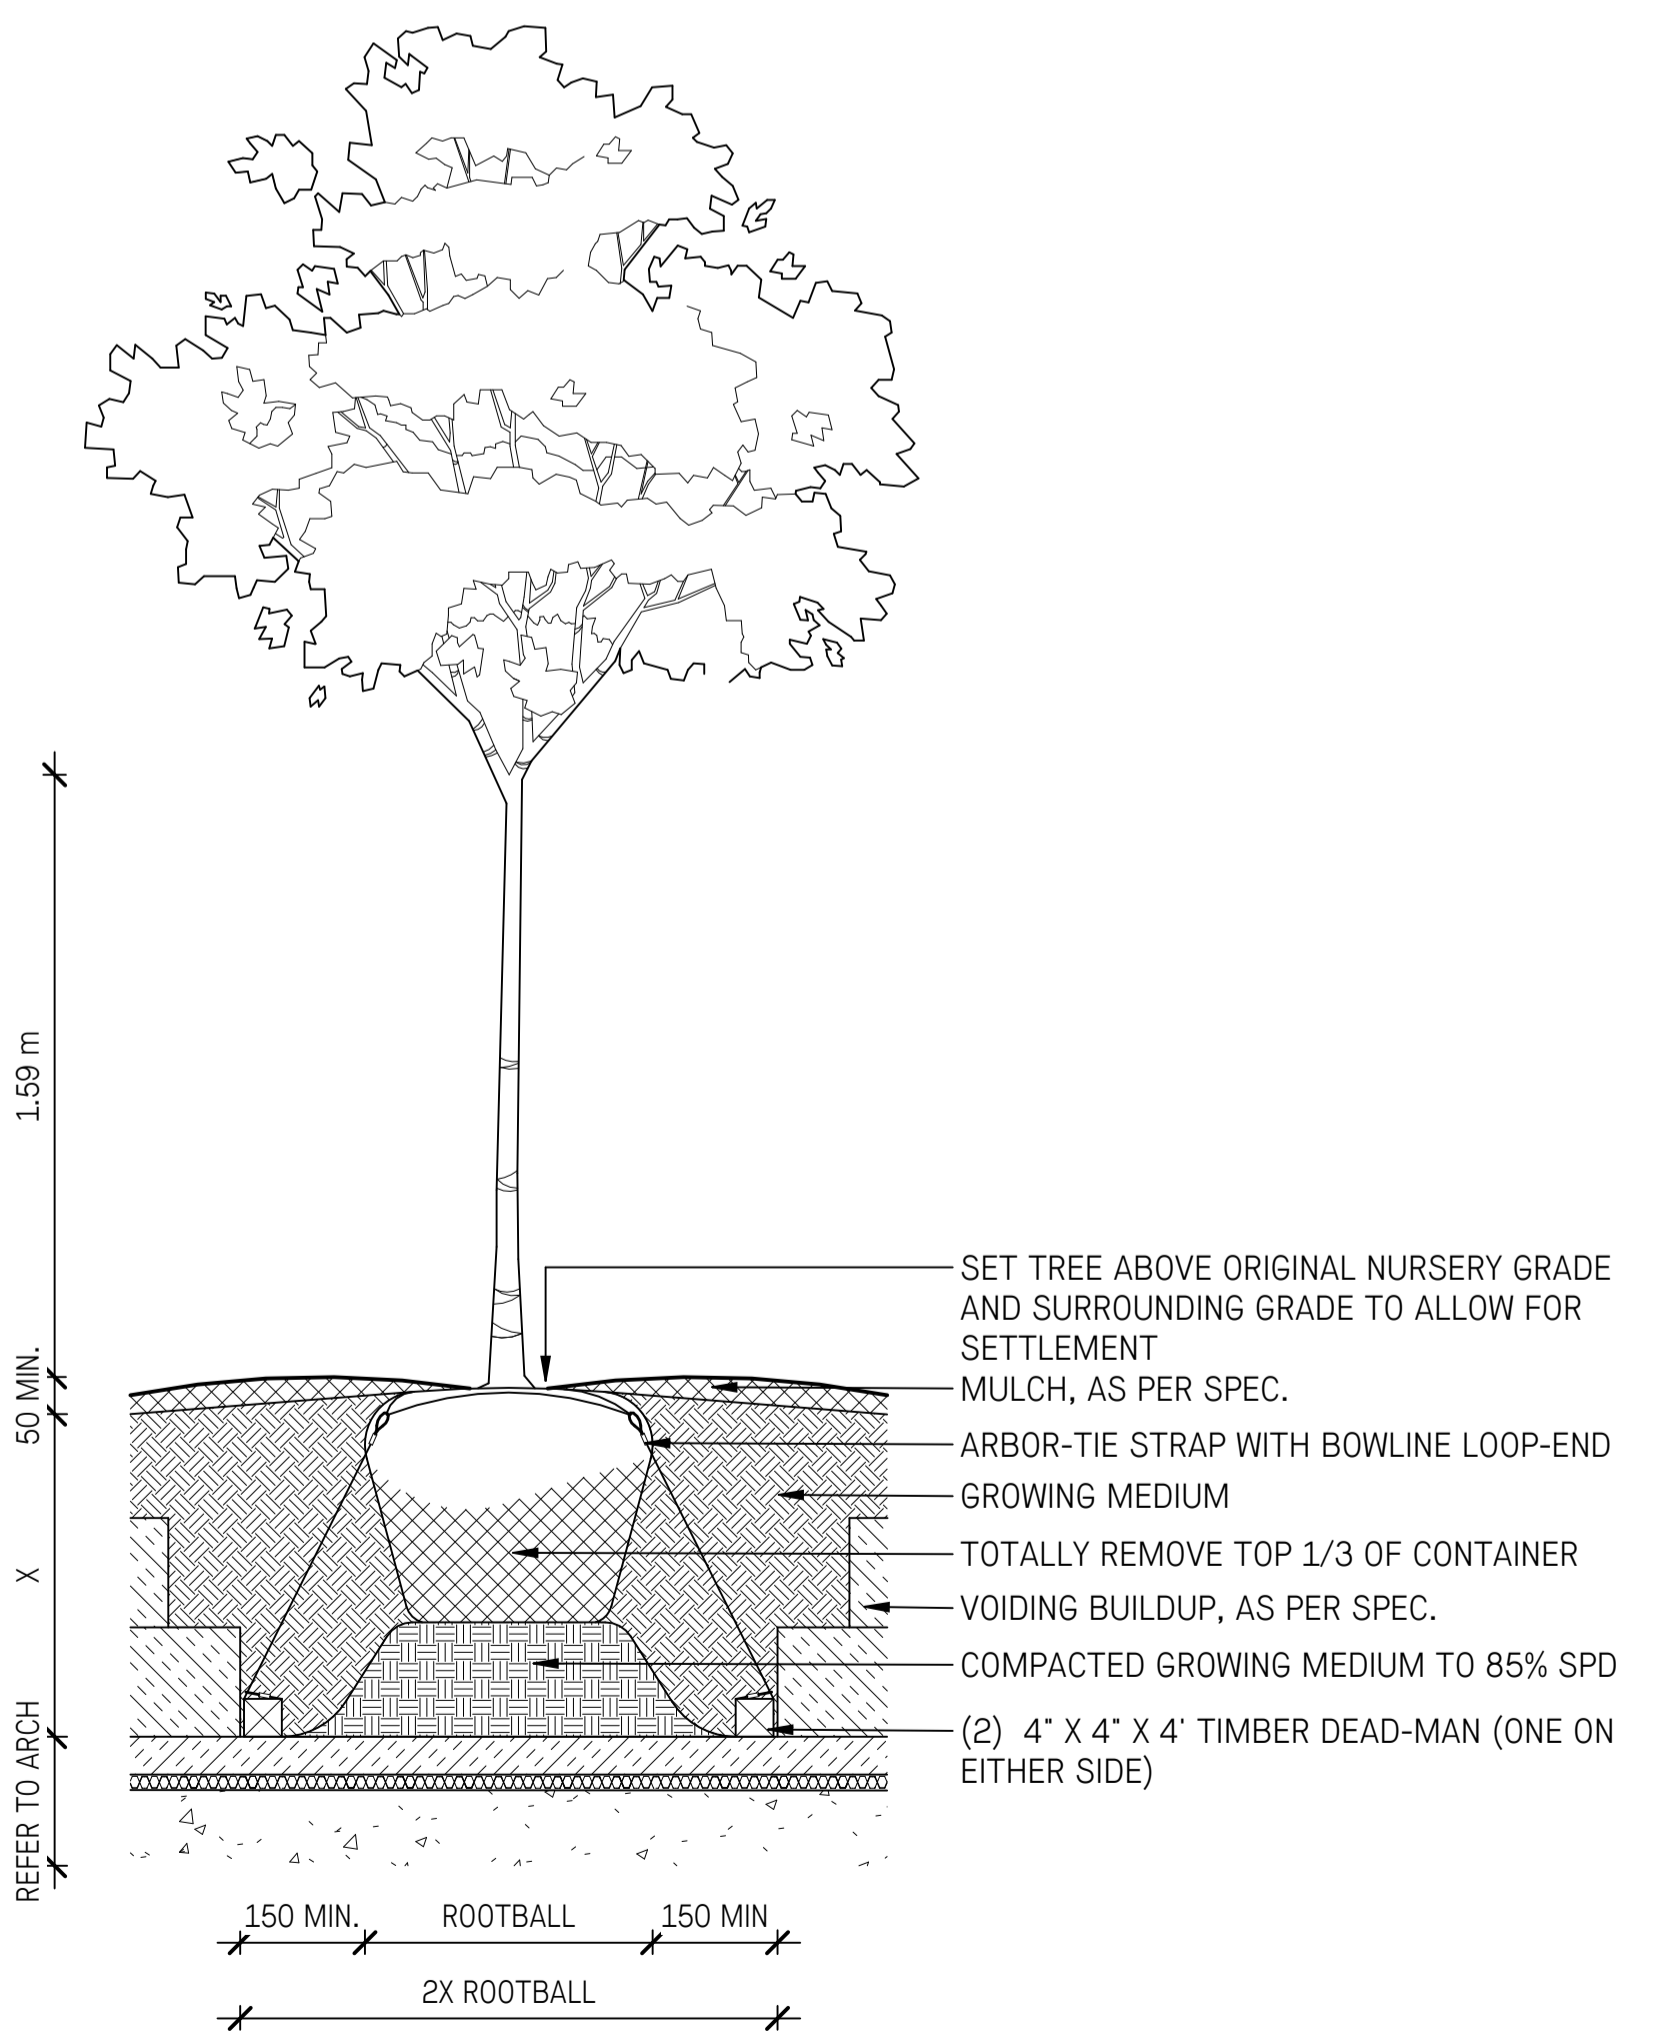 1.59 m
50 MIN.
X
REFER TO ARCH
SET TREE ABOVE ORIGINAL NURSERY GRADE
AND SURROUNDING GRADE TO ALLOW FOR
SETTLEMENT
MULCH, AS PER SPEC.
ARBOR-TIE STRAP WITH BOWLINE LOOP-END
GROWING MEDIUM
TOTALLY REMOVE TOP 1/3 OF CONTAINER
VOIDING BUILDUP, AS PER SPEC.
COMPACTED GROWING MEDIUM TO 85% SPD
(2) 4" X 4" X 4' TIMBER DEAD-MAN (ONE ON
EITHER SIDE)
150 MIN. ROOTBALL 150 MIN
2X ROOTBALL